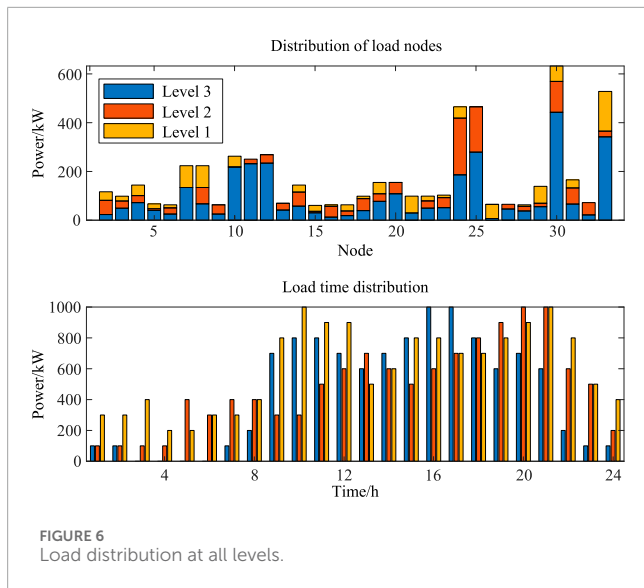 Distribution of load nodes
600
400
200
0
Power/kW
Level 3
Level 2
Level 1
5 10 15 20 25 30
Node
Load time distribution
1000
800
600
400
200
0
Power/kW
4 8 12 16 20 24
Time/h
FIGURE 6
Load distribution at all levels.